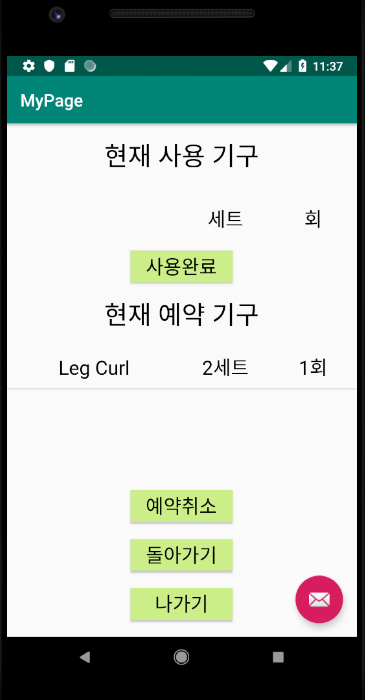 11:37
MyPage
현재 사용 기구
세트 회
사용완료
현재 예약 기구
Leg Curl 2세트 1회
예약취소
돌아가기
나가기